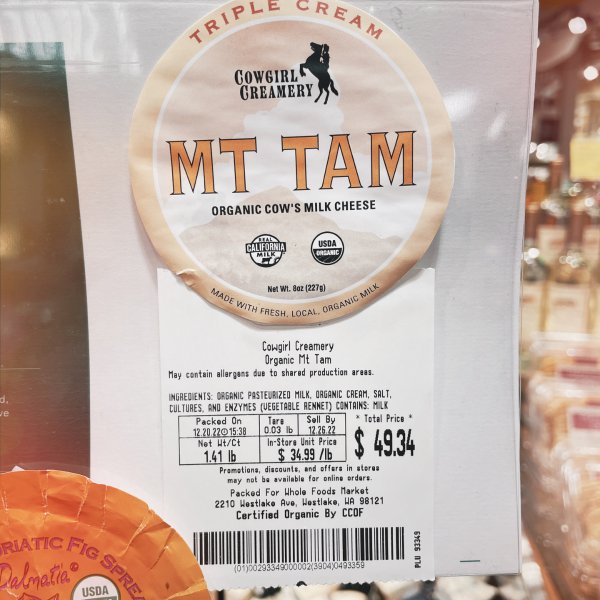 TRIPLE CREAM
COWGIRL
CREAMERY
MT TAM
ORGANIC COW'S MILK CHEESE
REAL
CALIFORNIA
MILK
USDA
ORGANIC
Net Wt. 8oz (227g)
MADE WITH FRESH, LOCAL, ORGANIC MILK
Cowgirl Creamery
Organic Mt Tam
May contain allergens due to shared production areas.
INGREDIENTS: ORGANIC PASTEURIZED MILK, ORGANIC CREAM, SALT,
CULTURES, AND ENZYMES (VEGETABLE RENNET) CONTAINS: MILK
Packed On Tare Sell By * Total Price *
12.20.22 15:38 0.03 lb 12.26.22
Net Wt/Ct In-Store Unit Price $ 49.34
1.41 lb $ 34.99 /lb
Promotions, discounts, and offers in stores
may not be available for online orders.
Packed For Whole Foods Market
2210 Westlake Ave, Westlake, WA 98121
Certified Organic By CCOF
PLU 93349
(01)00293349000002(3904)0493359
RIATIC FIG SPRE
Dalmatia®
USDA